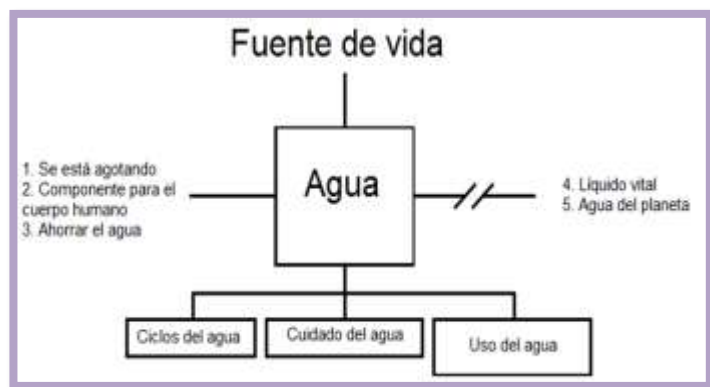 Fuente de vida
Agua
1. Se está agotando
2. Componente para el
cuerpo humano
3. Ahorrar el agua
4. Líquido vital
5. Agua del planeta
Ciclos del agua
Cuidado del agua
Uso del agua